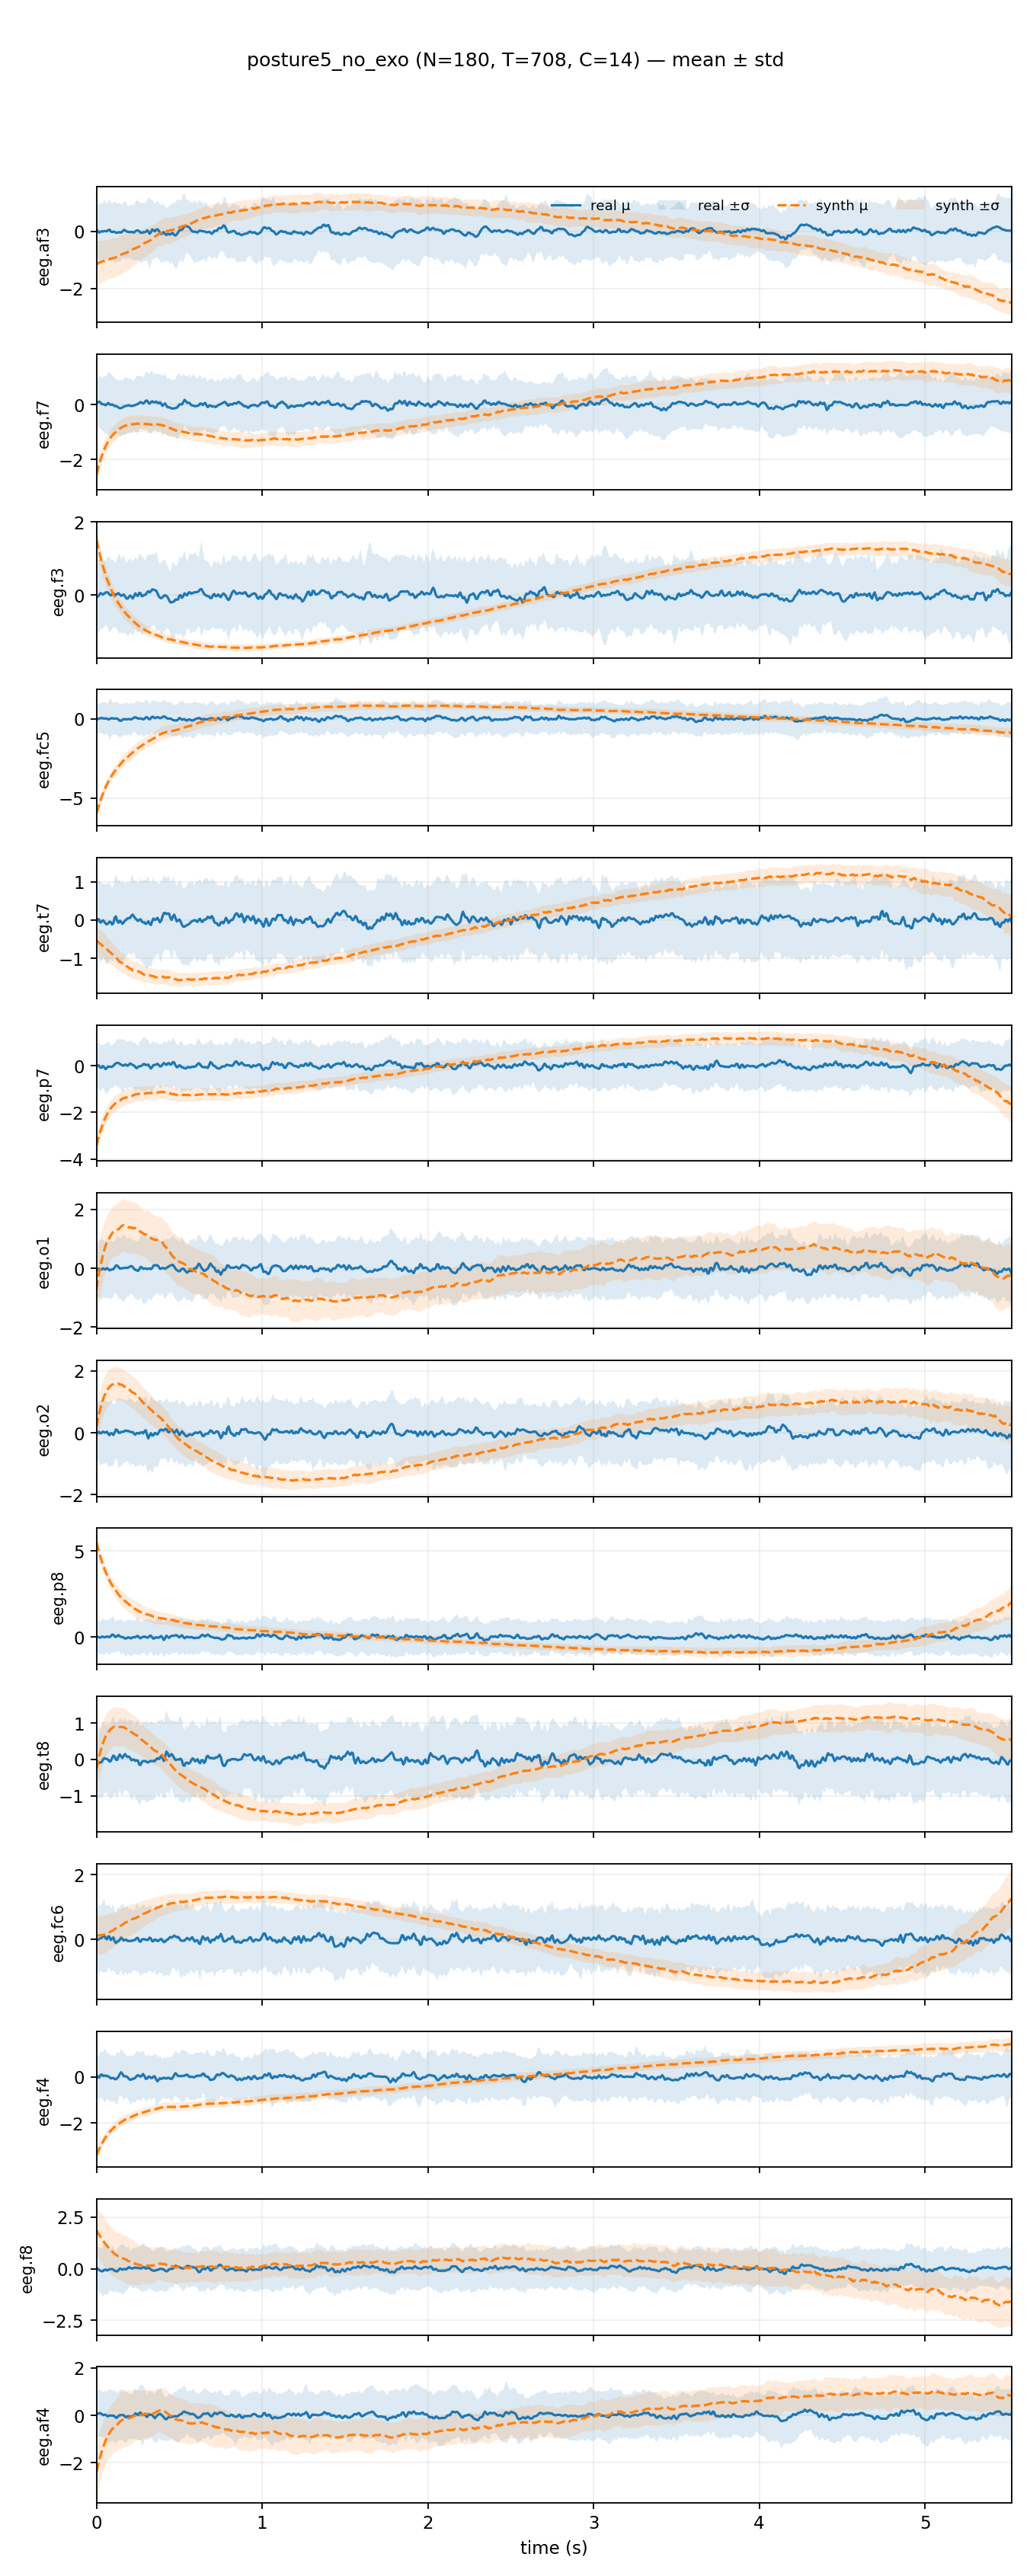 posture5_no_exo (N=180, T=708, C=14) — mean ± std
real μ real ±σ synth μ synth ±σ
eeg.af3
0
−2
eeg.f7
0
−2
eeg.f3
2
0
eeg.fc5
0
−5
eeg.t7
1
0
−1
eeg.p7
0
−2
−4
eeg.o1
2
0
−2
eeg.o2
2
0
−2
eeg.p8
5
0
eeg.t8
1
0
−1
eeg.fc6
2
0
eeg.f4
0
−2
eeg.f8
2.5
0.0
−2.5
eeg.af4
2
0
−2
0 1 2 3 4 5
time (s)